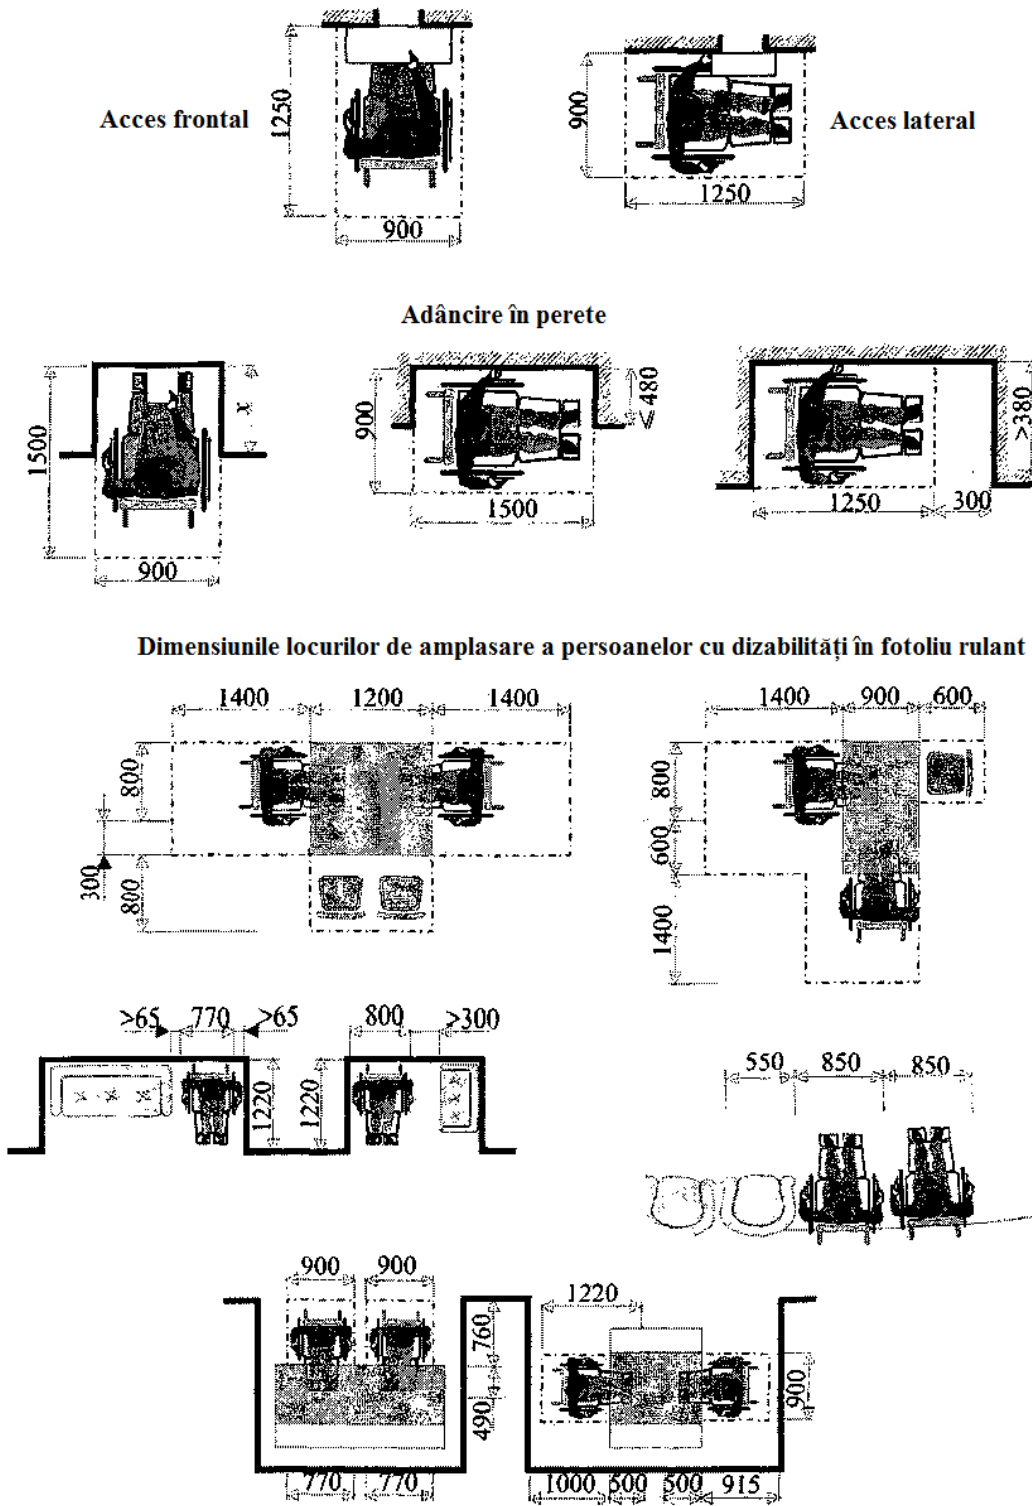 Acces frontal
1250
900
900
1250
Acces lateral
Adâncire în perete
1500
x
900
900
< 480
1500
>380
1250
300
Dimensiunile locurilor de amplasare a persoanelor cu dizabilități în fotoliu rulant
1400 1200 1400
800
300
800
1400 900 600
800
600
1400
>65 770 >65
1220
800 >300
1220
550 850 850
900 900
760
490
770 770
1220
900
1000 500 500 915